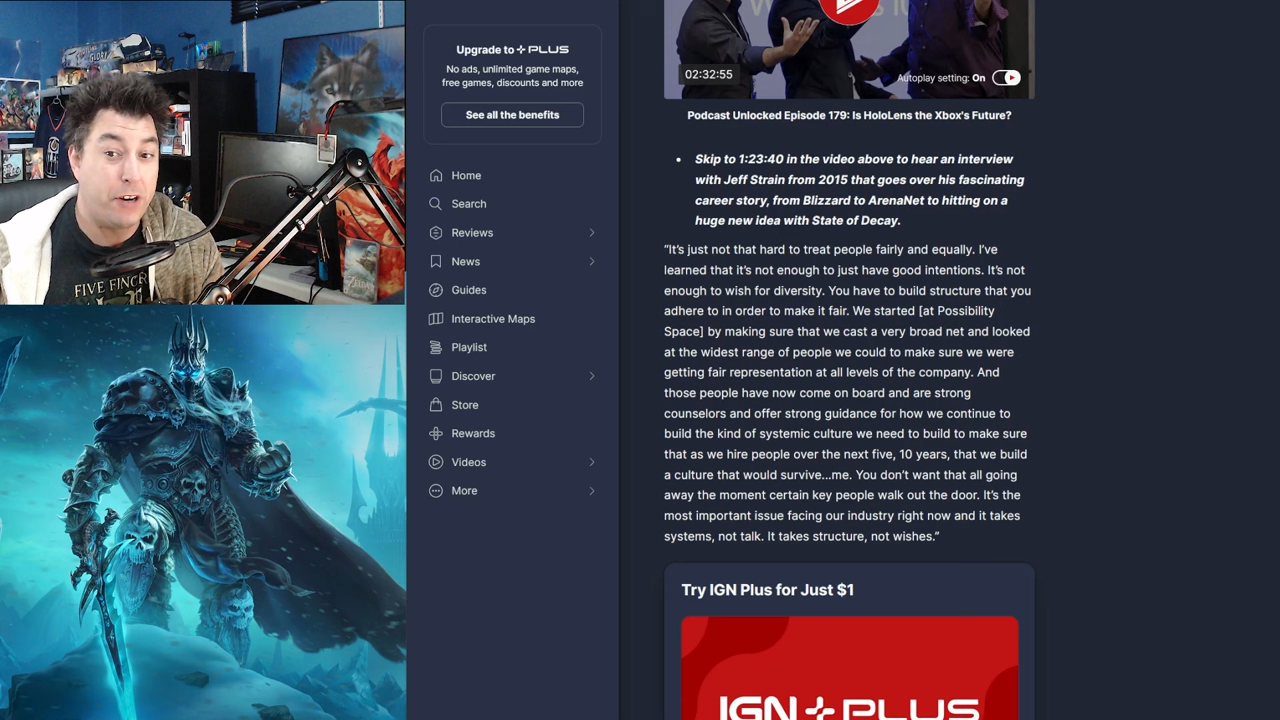 FIVE FINGER
Upgrade to PLUS
No ads, unlimited game maps,
free games, discounts and more
See all the benefits
Home
Search
Reviews
News
Guides
Interactive Maps
Playlist
Discover
Store
Rewards
Videos
More
02:32:55
Autoplay setting: On
Podcast Unlocked Episode 179: Is HoloLens the Xbox's Future?
• Skip to 1:23:40 in the video above to hear an interview
with Jeff Strain from 2015 that goes over his fascinating
career story, from Blizzard to ArenaNet to hitting on a
huge new idea with State of Decay.
“It’s just not that hard to treat people fairly and equally. I’ve
learned that it’s not enough to just have good intentions. It’s not
enough to wish for diversity. You have to build structure that you
adhere to in order to make it fair. We started [at Possibility
Space] by making sure that we cast a very broad net and looked
at the widest range of people we could to make sure we were
getting fair representation at all levels of the company. And
those people have now come on board and are strong
counselors and offer strong guidance for how we continue to
build the kind of systemic culture we need to build to make sure
that as we hire people over the next five, 10 years, that we build
a culture that would survive...me. You don’t want that all going
away the moment certain key people walk out the door. It’s the
most important issue facing our industry right now and it takes
systems, not talk. It takes structure, not wishes.”
Try IGN Plus for Just $1
IGN PLUS